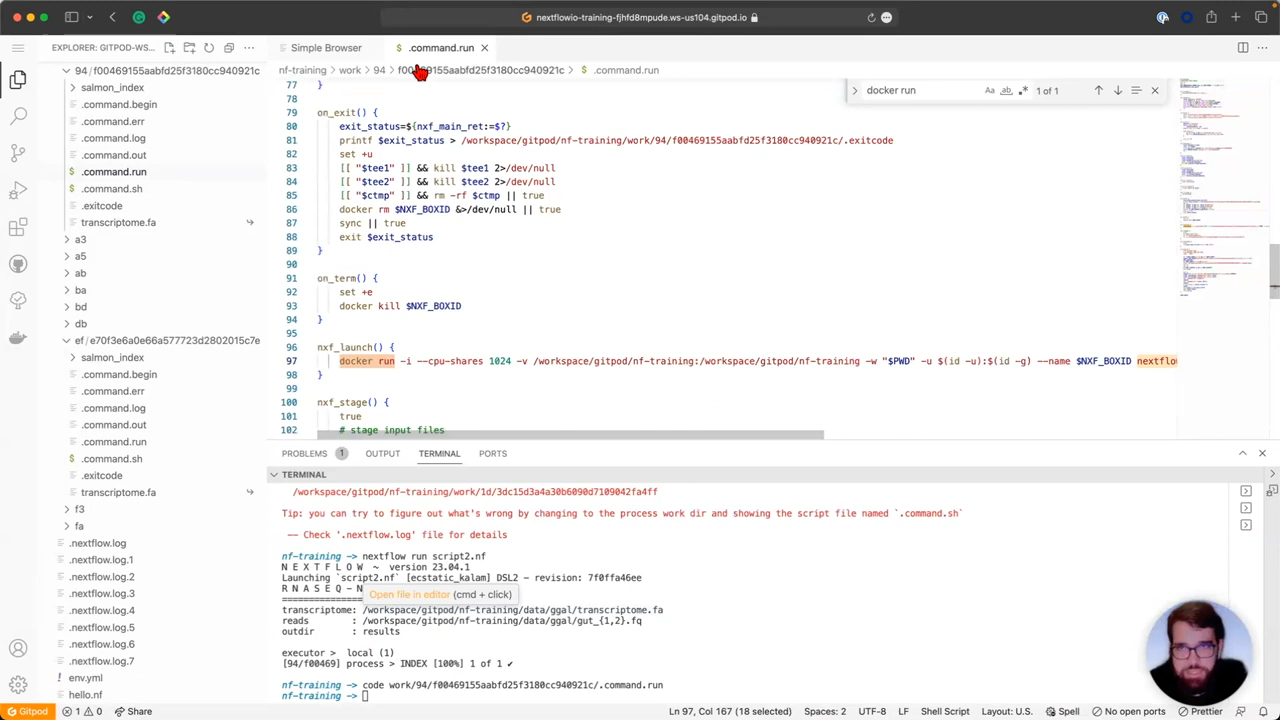 nextflowio-training-fjhfd8mpude.ws-us104.gitpod.io
EXPLORER: GITPOD-WS...
94/f00469155aabfd25f3180cc940921c
salmon_index
.command.begin
.command.err
.command.log
.command.out
.command.run
.command.sh
.exitcode
transcriptome.fa
a3
a5
ab
ba
bd
db
ef/e70f3e6a0e66a577723d2802015c7e
salmon_index
.command.begin
.command.err
.command.log
.command.out
.command.run
.command.sh
.exitcode
transcriptome.fa
f3
fa
.nextflow.log
.nextflow.log.1
.nextflow.log.2
.nextflow.log.3
.nextflow.log.4
.nextflow.log.5
.nextflow.log.6
.nextflow.log.7
env.yml
hello.nf
Simple Browser
$ .command.run
nf-training > work > 94 > f00469155aabfd25f3180cc940921c > $ .command.run
docker run
Aa ab .* 1 of 1
77 }
78
79 on_exit() {
80 exit_status=${nxf_main_ret:=$?}
81 printf $exit_status > /workspace/gitpod/nf-training/work/94/f00469155aabfd25f3180cc940921c/.exitcode
82 set +u
83 [[ "$tee1" ]] && kill $tee1 2>/dev/null
84 [[ "$tee2" ]] && kill $tee2 2>/dev/null
85 [[ "$ctmp" ]] && rm -rf $ctmp || true
86 docker rm $NXF_BOXID &>/dev/null || true
87 sync || true
88 exit $exit_status
89 }
90
91 on_term() {
92 set +e
93 docker kill $NXF_BOXID
94 }
95
96 nxf_launch() {
97 docker run -i --cpu-shares 1024 -v /workspace/gitpod/nf-training:/workspace/gitpod/nf-training -w "$PWD" -u $(id -u):$(id -g) --name $NXF_BOXID nextflo
98 }
99
100 nxf_stage() {
101 true
102 # stage input files
PROBLEMS 1 OUTPUT TERMINAL PORTS
TERMINAL
/workspace/gitpod/nf-training/work/1d/3dc15d3a4a30b6090d7109042fa4ff
Tip: you can try to figure out what's wrong by changing to the process work dir and showing the script file named `.command.sh`
-- Check '.nextflow.log' file for details
nf-training -> nextflow run script2.nf
N E X T F L O W ~ version 23.04.1
Launching `script2.nf` [ecstatic_kalam] DSL2 - revision: 7f0ffa46ee
R N A S E Q - N
Open file in editor (cmd + click)
transcriptome: /workspace/gitpod/nf-training/data/ggal/transcriptome.fa
reads : /workspace/gitpod/nf-training/data/ggal/gut_{1,2}.fq
outdir : results
executor > local (1)
[94/f00469] process > INDEX [100%] 1 of 1 ✔
nf-training -> code work/94/f00469155aabfd25f3180cc940921c/.command.run
nf-training ->
Gitpod 1 0 Share Ln 97, Col 167 (18 selected) Spaces: 2 UTF-8 LF Shell Script Layout: U.S. Spell No open ports Prettier